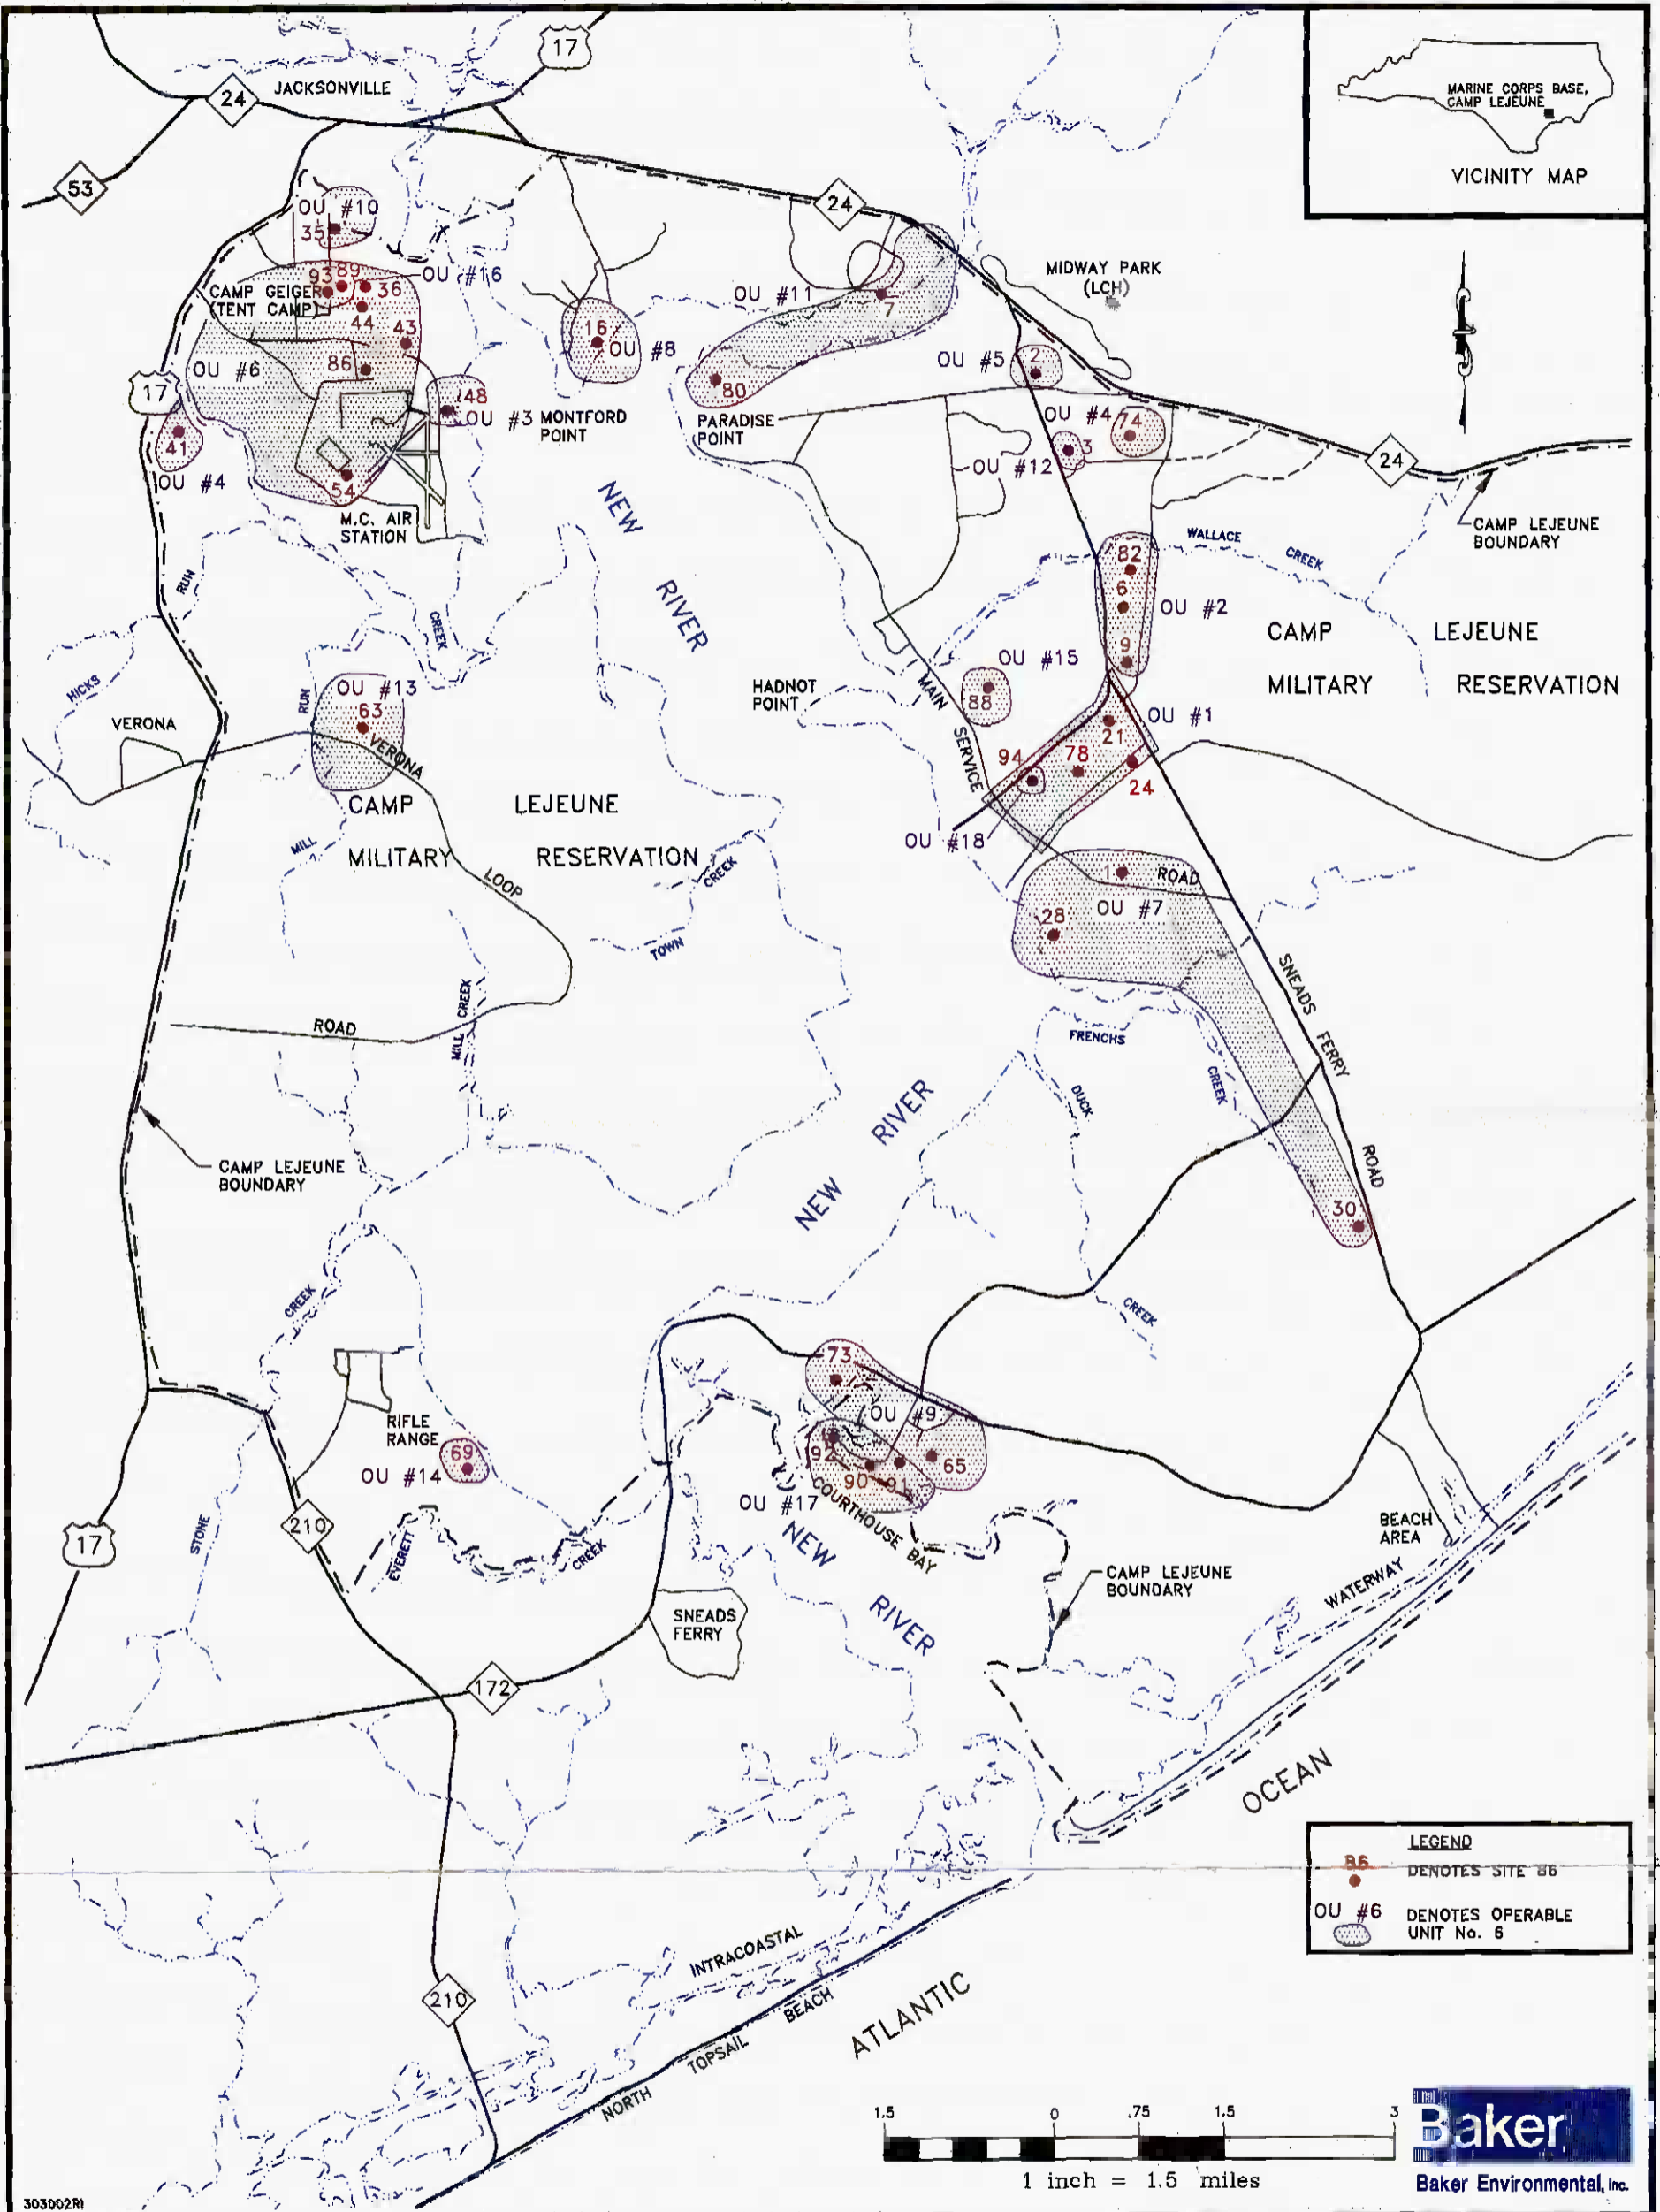 17
24
JACKSONVILLE
53
MARINE CORPS BASE,
CAMP LEJEUNE
VICINITY MAP
24
OU #10
35
93
89
36
OU #16
CAMP GEIGER
(TENT CAMP)
44
43
86
OU #6
17
41
OU #4
48
OU #3
MONTFORD
POINT
54
M.C. AIR
STATION
16
OU #8
OU #11
7
80
PARADISE
POINT
MIDWAY PARK
(LCH)
OU #5
2
OU #4
74
3
OU #12
24
CAMP LEJEUNE
BOUNDARY
NEW
RIVER
WALLACE
CREEK
82
6
OU #2
9
CAMP LEJEUNE
MILITARY RESERVATION
RUN
CREEK
HICKS
VERONA
RUN
OU #13
63
VERONA
CAMP LEJEUNE
MILITARY RESERVATION
MILL
LOOP
CREEK
TOWN
HADNOT
POINT
MAIN
SERVICE
OU #15
88
OU #1
21
94
78
24
OU #18
1
ROAD
OU #7
28
SNEADS
FERRY
ROAD
FRENCHS
CREEK
DUCK
CREEK
30
ROAD
MILL CREEK
CAMP LEJEUNE
BOUNDARY
NEW
RIVER
CREEK
RIFLE
RANGE
69
OU #14
210
17
STONE
EVERETT
CREEK
73
OU #9
92
90
91
65
OU #17
COURTHOUSE BAY
NEW
RIVER
CAMP LEJEUNE
BOUNDARY
BEACH
AREA
WATERWAY
SNEADS
FERRY
172
OCEAN
LEGEND
86
DENOTES SITE 86
OU #6
DENOTES OPERABLE
UNIT No. 6
210
INTRACOASTAL
NORTH TOPSAIL BEACH
ATLANTIC
1.5 0 .75 1.5 3
1 inch = 1.5 miles
Baker
Baker Environmental, Inc.
303002RI